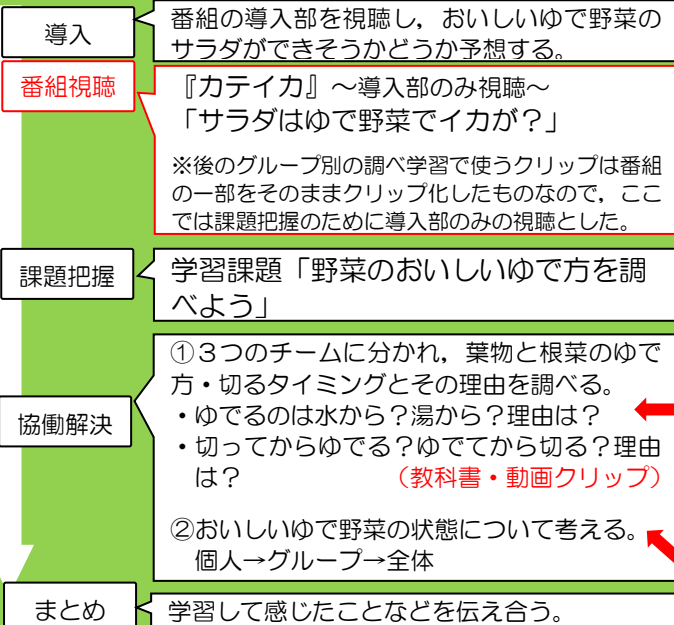 導入
番組の導入部を視聴し，おいしいゆで野菜の
サラダができそうかどうか予想する。
番組視聴
『カテイカ』～導入部のみ視聴～
「サラダはゆで野菜でイカが？」
※後のグループ別の調べ学習で使うクリップは番組
の一部をそのままクリップ化したものなので，ここ
では課題把握のために導入部のみの視聴とした。
課題把握
学習課題「野菜のおいしいゆで方を調
べよう」
協働解決
①３つのチームに分かれ，葉物と根菜のゆで
方・切るタイミングとその理由を調べる。
・ゆでるのは水から？湯から？理由は？
・切ってからゆでる？ゆでてから切る？理由
は？　（教科書・動画クリップ）
②おいしいゆで野菜の状態について考える。
個人→グループ→全体
まとめ
学習して感じたことなどを伝え合う。